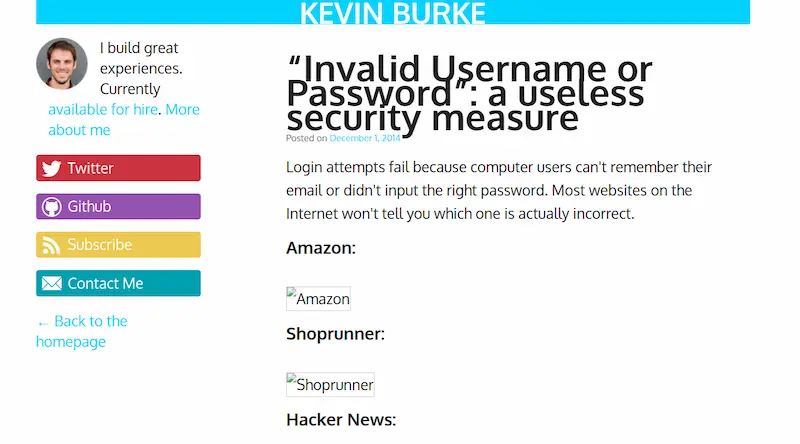 KEVIN BURKE
I build great
experiences.
Currently
available for hire. More
about me
Twitter
Github
Subscribe
Contact Me
← Back to the
homepage
“Invalid Username or
Password”: a useless
security measure
Posted on December 1, 2014
Login attempts fail because computer users can't remember their
email or didn't input the right password. Most websites on the
Internet won't tell you which one is actually incorrect.
Amazon:
Amazon
Shoprunner:
Shoprunner
Hacker News: